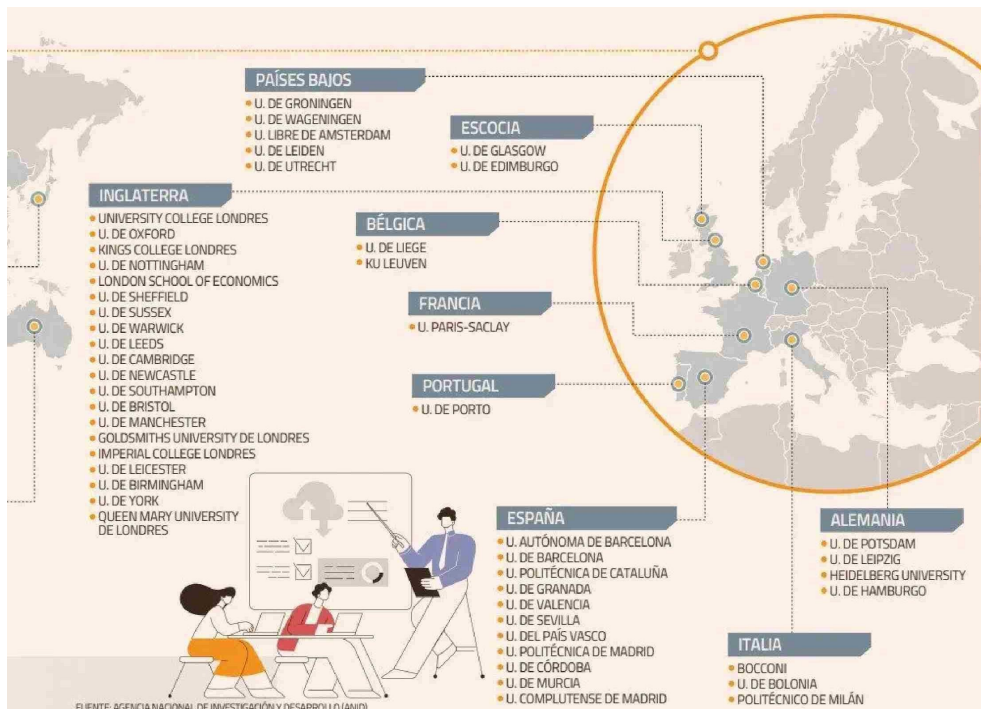 PAÍSES BAJOS
U. DE GRONINGEN
U. DE WAGENINGEN
U. LIBRE DE AMSTERDAM
U. DE LEIDEN
U. DE UTRECHT
ESCOCIA
U. DE GLASGOW
U. DE EDIMBURGO
INGLATERRA
UNIVERSITY COLLEGE LONDRES
U. DE OXFORD
KINGS COLLEGE LONDRES
U. DE NOTTINGHAM
LONDON SCHOOL OF ECONOMICS
U. DE SHEFFIELD
U. DE SUSSEX
U. DE WARWICK
U. DE LEEDS
U. DE CAMBRIDGE
U. DE NEWCASTLE
U. DE SOUTHAMPTON
U. DE BRISTOL
U. DE MANCHESTER
GOLDSMITHS UNIVERSITY DE LONDRES
IMPERIAL COLLEGE LONDRES
U. DE LEICESTER
U. DE BIRMINGHAM
U. DE YORK
QUEEN MARY UNIVERSITY
DE LONDRES
BÉLGICA
U. DE LIEGE
KU LEUVEN
FRANCIA
U. PARIS-SACLAY
PORTUGAL
U. DE PORTO
ESPAÑA
U. AUTÓNOMA DE BARCELONA
U. DE BARCELONA
U. POLITÉCNICA DE CATALUÑA
U. DE GRANADA
U. DE VALENCIA
U. DE SEVILLA
U. DEL PAÍS VASCO
U. POLITÉCNICA DE MADRID
U. DE CÓRDOBA
U. DE MURCIA
U. COMPLUTENSE DE MADRID
ALEMANIA
U. DE POTSDAM
U. DE LEIPZIG
HEIDELBERG UNIVERSITY
U. DE HAMBURGO
ITALIA
BOCCONI
U. DE BOLONIA
POLITÉCNICO DE MILÁN
FUENTE: AGENCIA NACIONAL DE INVESTIGACIÓN Y DESARROLLO (ANID)